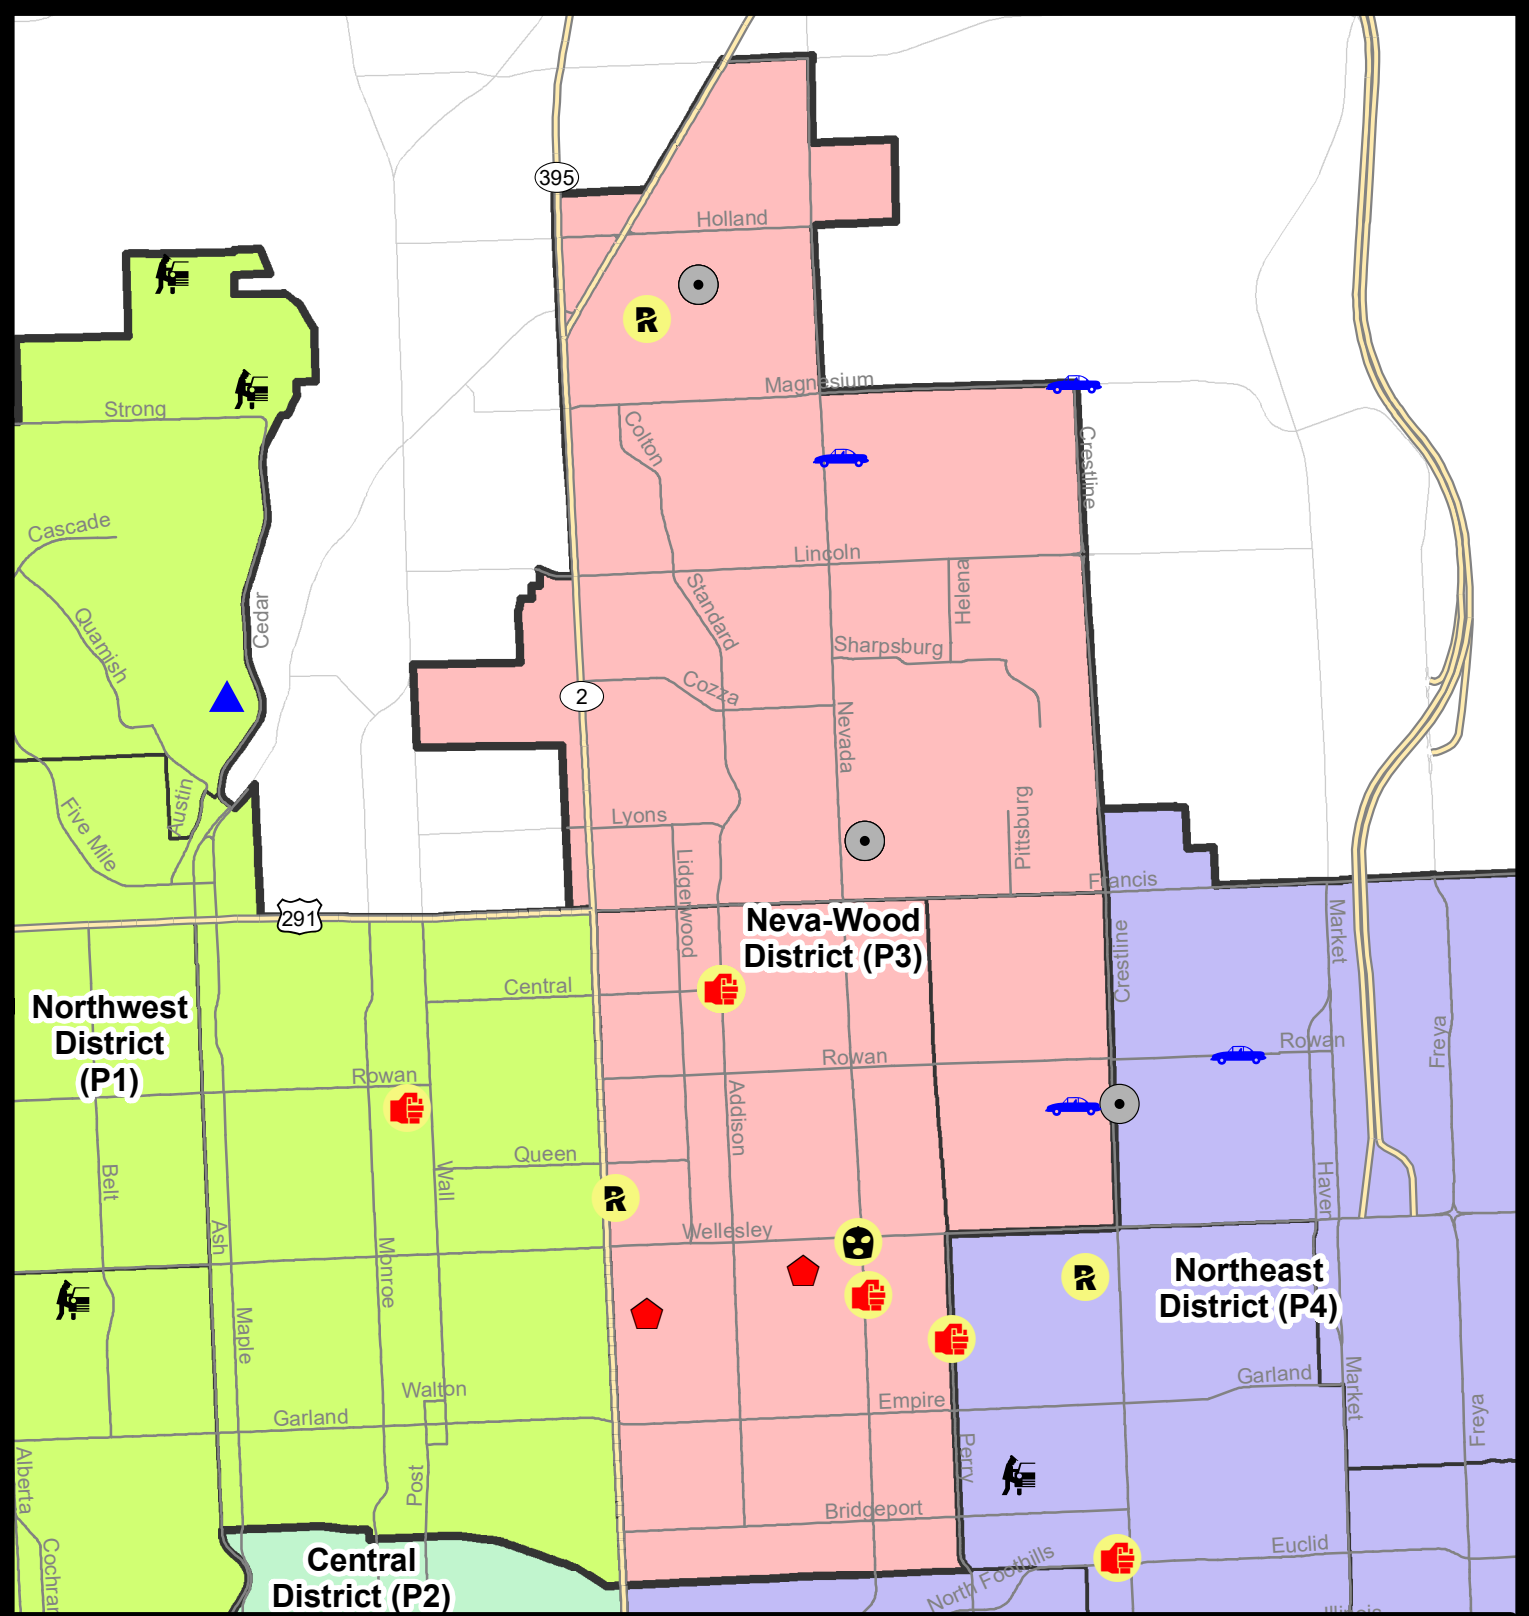 395
Holland
Magnesium
Strong
Colton
Crestline
Cascade
Lincoln
Helena
Standard
Quamish
Cedar
Sharpsburg
Cozza
2
Nevada
Austin
Five Mile
Lyons
Pittsburg
Lidgerwood
Francis
291
Neva-Wood
District (P3)
Market
Crestline
Central
Northwest
District
(P1)
Rowan
Rowan
Freya
Rowan
Addison
Queen
Belt
Wall
Haven
Ash
Wellesley
Monroe
Northeast
District (P4)
Maple
Walton
Garland
Empire
Garland
Market
Freya
Alberta
Post
Perry
Bridgeport
Euclid
Central
District (P2)
North Foothills